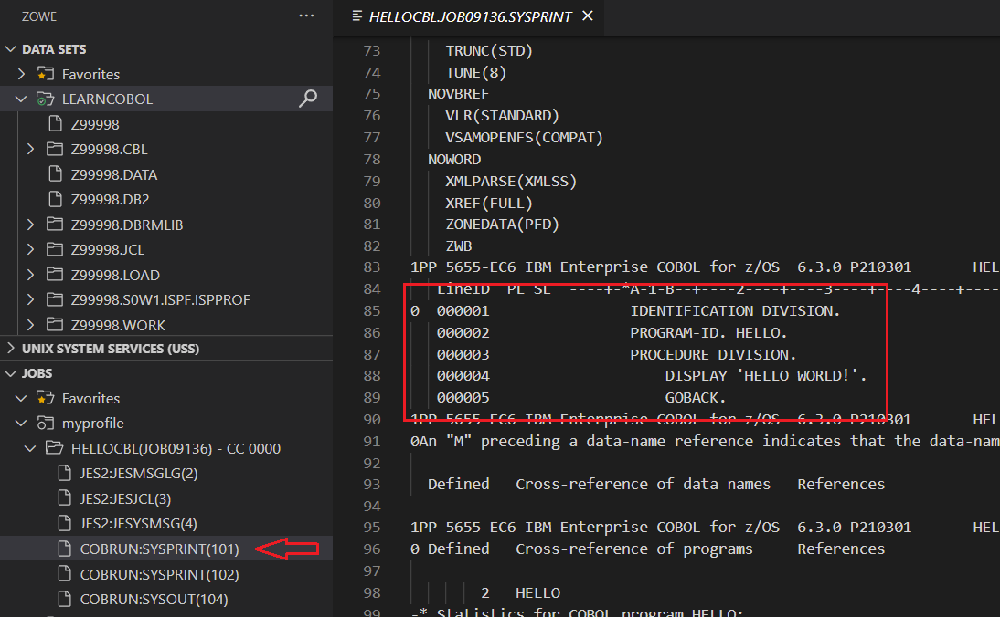 ZOWE
DATA SETS
Favorites
LEARNCOBOL
Z99998
Z99998.CBL
Z99998.DATA
Z99998.DB2
Z99998.DBRMLIB
Z99998.JCL
Z99998.LOAD
Z99998.S0W1.ISPF.ISPPROF
Z99998.WORK
UNIX SYSTEM SERVICES (USS)
JOBS
Favorites
myprofile
HELLOCBL(JOB09136) - CC 0000
JES2:JESMSGLG(2)
JES2:JESJCL(3)
JES2:JESYSMSG(4)
COBRUN:SYSPRINT(101)
COBRUN:SYSPRINT(102)
COBRUN:SYSOUT(104)
HELLOCBL.JOB09136.SYSPRINT
73 TRUNC(STD)
74 TUNE(8)
75 NOVBREF
76 VLR(STANDARD)
77 VSAMOPENFS(COMPAT)
78 NOWORD
79 XMLPARSE(XMLSS)
80 XREF(FULL)
81 ZONEDATA(PFD)
82 ZWB
83 1PP 5655-EC6 IBM Enterprise COBOL for z/OS 6.3.0 P210301 HEL
84 LineID PL SL ----+-*A-1-B--+----2----+----3----+----4----+----
85 0 000001 IDENTIFICATION DIVISION.
86 000002 PROGRAM-ID. HELLO.
87 000003 PROCEDURE DIVISION.
88 000004 DISPLAY 'HELLO WORLD!'.
89 000005 GOBACK.
90 1PP 5655-EC6 IBM Enterprise COBOL for z/OS 6.3.0 P210301 HEL
91 0An "M" preceding a data-name reference indicates that the data-nam
92
93 Defined Cross-reference of data names References
94
95 1PP 5655-EC6 IBM Enterprise COBOL for z/OS 6.3.0 P210301 HEL
96 0 Defined Cross-reference of programs References
97
98 2 HELLO
99 -* Statistics for COBOL program HELLO: